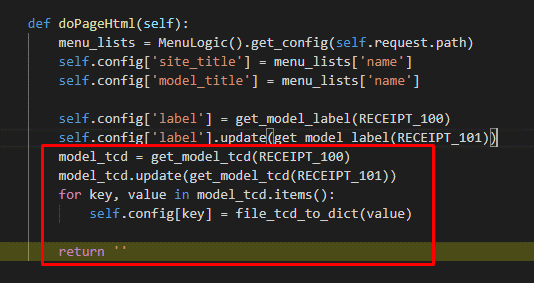 def doPageHtml(self):
menu_lists = MenuLogic().get_config(self.request.path)
self.config['site_title'] = menu_lists['name']
self.config['model_title'] = menu_lists['name']
self.config['label'] = get_model_label(RECEIPT_100)
self.config['label'].update(get_model_label(RECEIPT_101))
model_tcd = get_model_tcd(RECEIPT_100)
model_tcd.update(get_model_tcd(RECEIPT_101))
for key, value in model_tcd.items():
self.config[key] = file_tcd_to_dict(value)
return ''